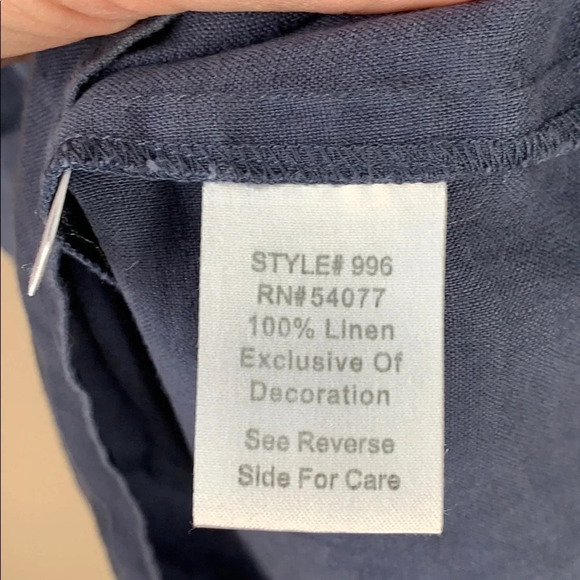 STYLE# 996
RN#54077
100% Linen
Exclusive Of
Decoration
See Reverse
Side For Care